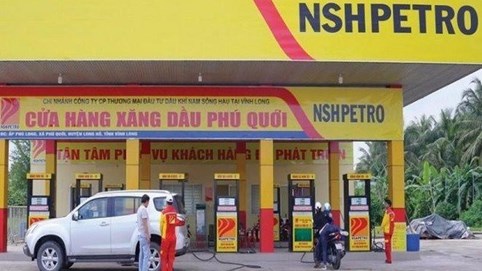 NSHPETRO
CHI NHÁNH CÔNG TY CP THƯƠNG MẠI ĐẦU TƯ DẦU KHÍ NAM SÔNG HẬU TẠI VĨNH LONG
CỬA HÀNG XĂNG DẦU PHÚ QUỚI
NSHPETRO
ẤP PHÚ LONG, XÃ PHÚ QUỚI, HUYỆN LONG HỒ, TỈNH VĨNH LONG
TẬN TÂM VỤ KHÁCH HÀNG ĐỂ PHÁT TRIỂN